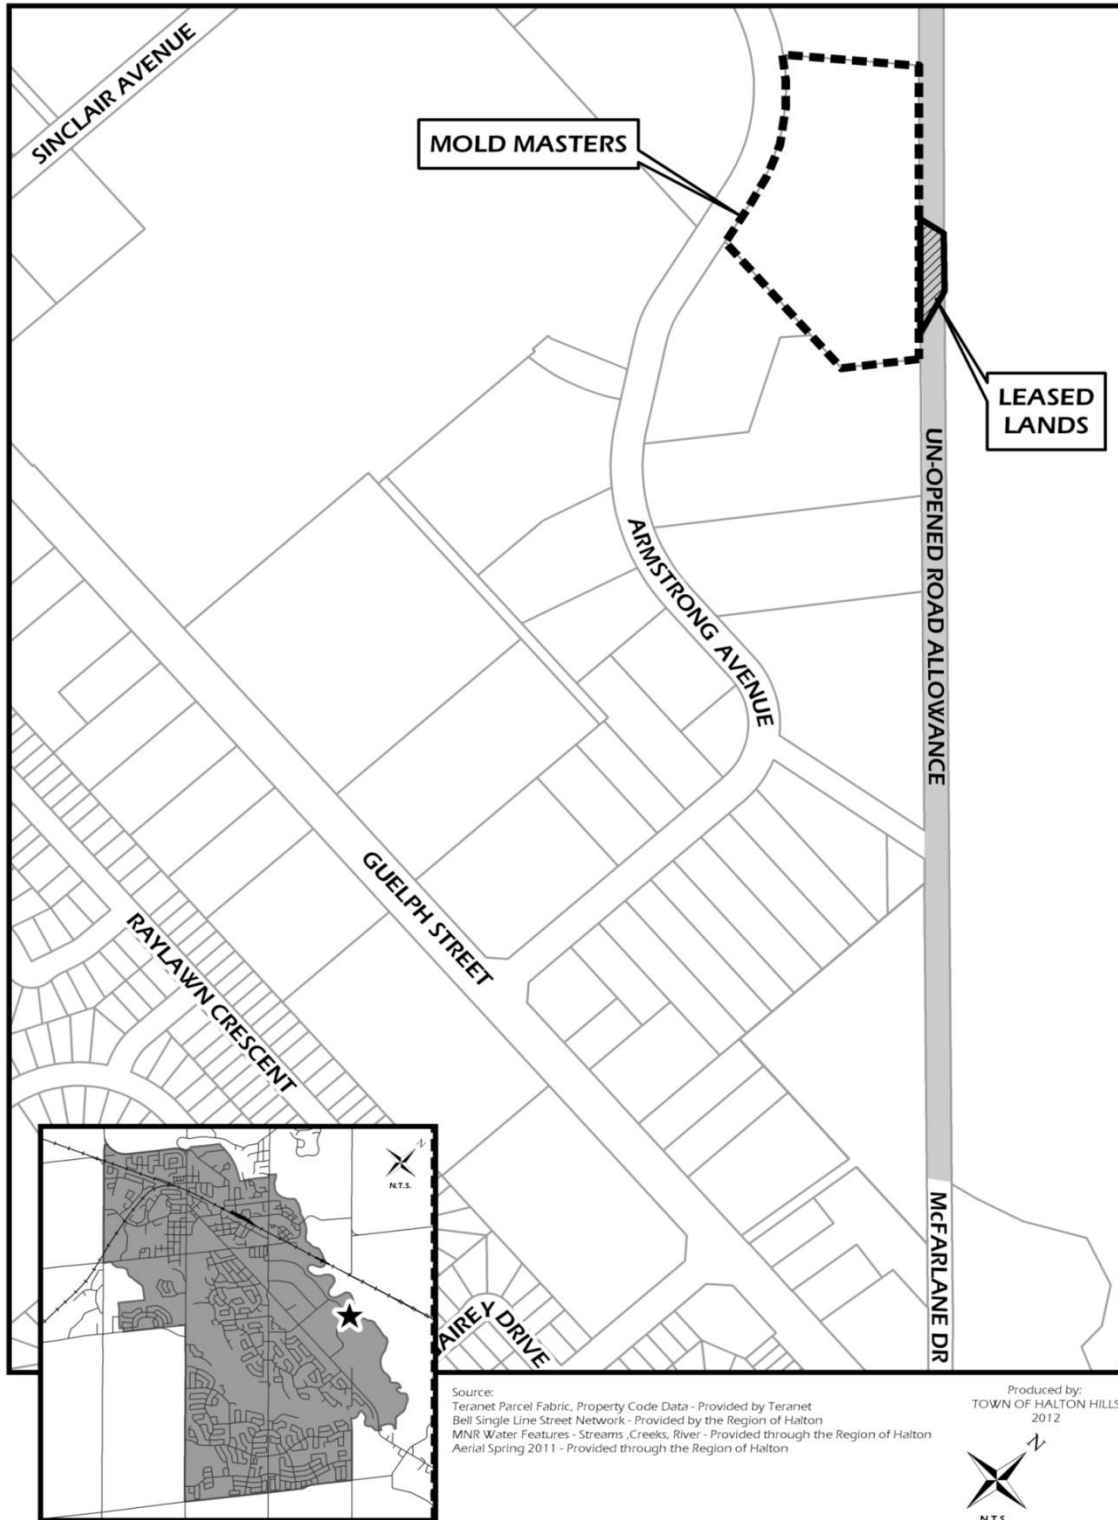 SINCLAIR AVENUE
MOLD MASTERS
LEASED
LANDS
UN-OPENED ROAD ALLOWANCE
ARMSTRONG AVENUE
GUELPH STREET
RAYLAWN CRESCENT
N
N.T.S.
McFARLANE DR
AIREY DRIVE
Source:
Teranet Parcel Fabric, Property Code Data - Provided by Teranet
Bell Single Line Street Network - Provided by the Region of Halton
MNR Water Features - Streams ,Creeks, River - Provided through the Region of Halton
Aerial Spring 2011 - Provided through the Region of Halton
Produced by:
TOWN OF HALTON HILLS
2012
N
N.T.S.